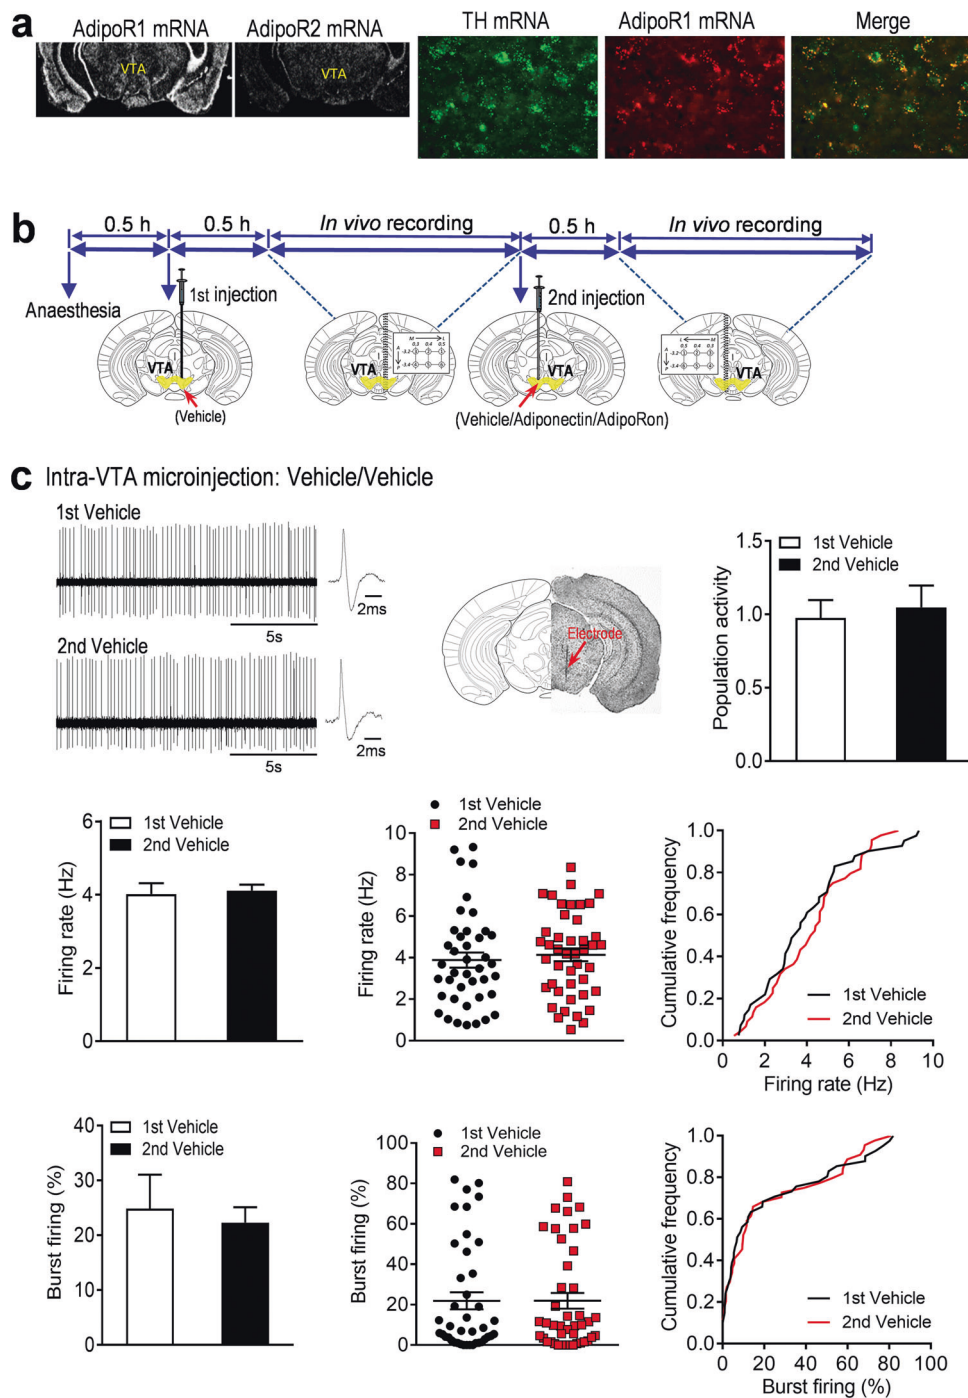 a
AdipoR1 mRNA
AdipoR2 mRNA
TH mRNA
AdipoR1 mRNA
Merge
VTA
VTA
b
0.5 h
0.5 h
In vivo recording
0.5 h
In vivo recording
Anaesthesia
1st injection
2nd injection
VTA
VTA
VTA
VTA
(Vehicle)
(Vehicle/Adiponectin/AdipoRon)
c Intra-VTA microinjection: Vehicle/Vehicle
1st Vehicle
2ms
5s
2nd Vehicle
2ms
5s
Electrode
Population activity
1.5
1.0
0.5
0.0
1st Vehicle
2nd Vehicle
Firing rate (Hz)
6
4
2
0
1st Vehicle
2nd Vehicle
Firing rate (Hz)
10
8
6
4
2
0
1st Vehicle
2nd Vehicle
Cumulative frequency
1.0
0.8
0.6
0.4
0.2
0.0
1st Vehicle
2nd Vehicle
0 2 4 6 8 10
Firing rate (Hz)
Burst firing (%)
40
30
20
10
0
1st Vehicle
2nd Vehicle
Burst firing (%)
100
80
60
40
20
0
1st Vehicle
2nd Vehicle
Cumulative frequency
1.0
0.8
0.6
0.4
0.2
1st Vehicle
2nd Vehicle
0 20 40 60 80 100
Burst firing (%)